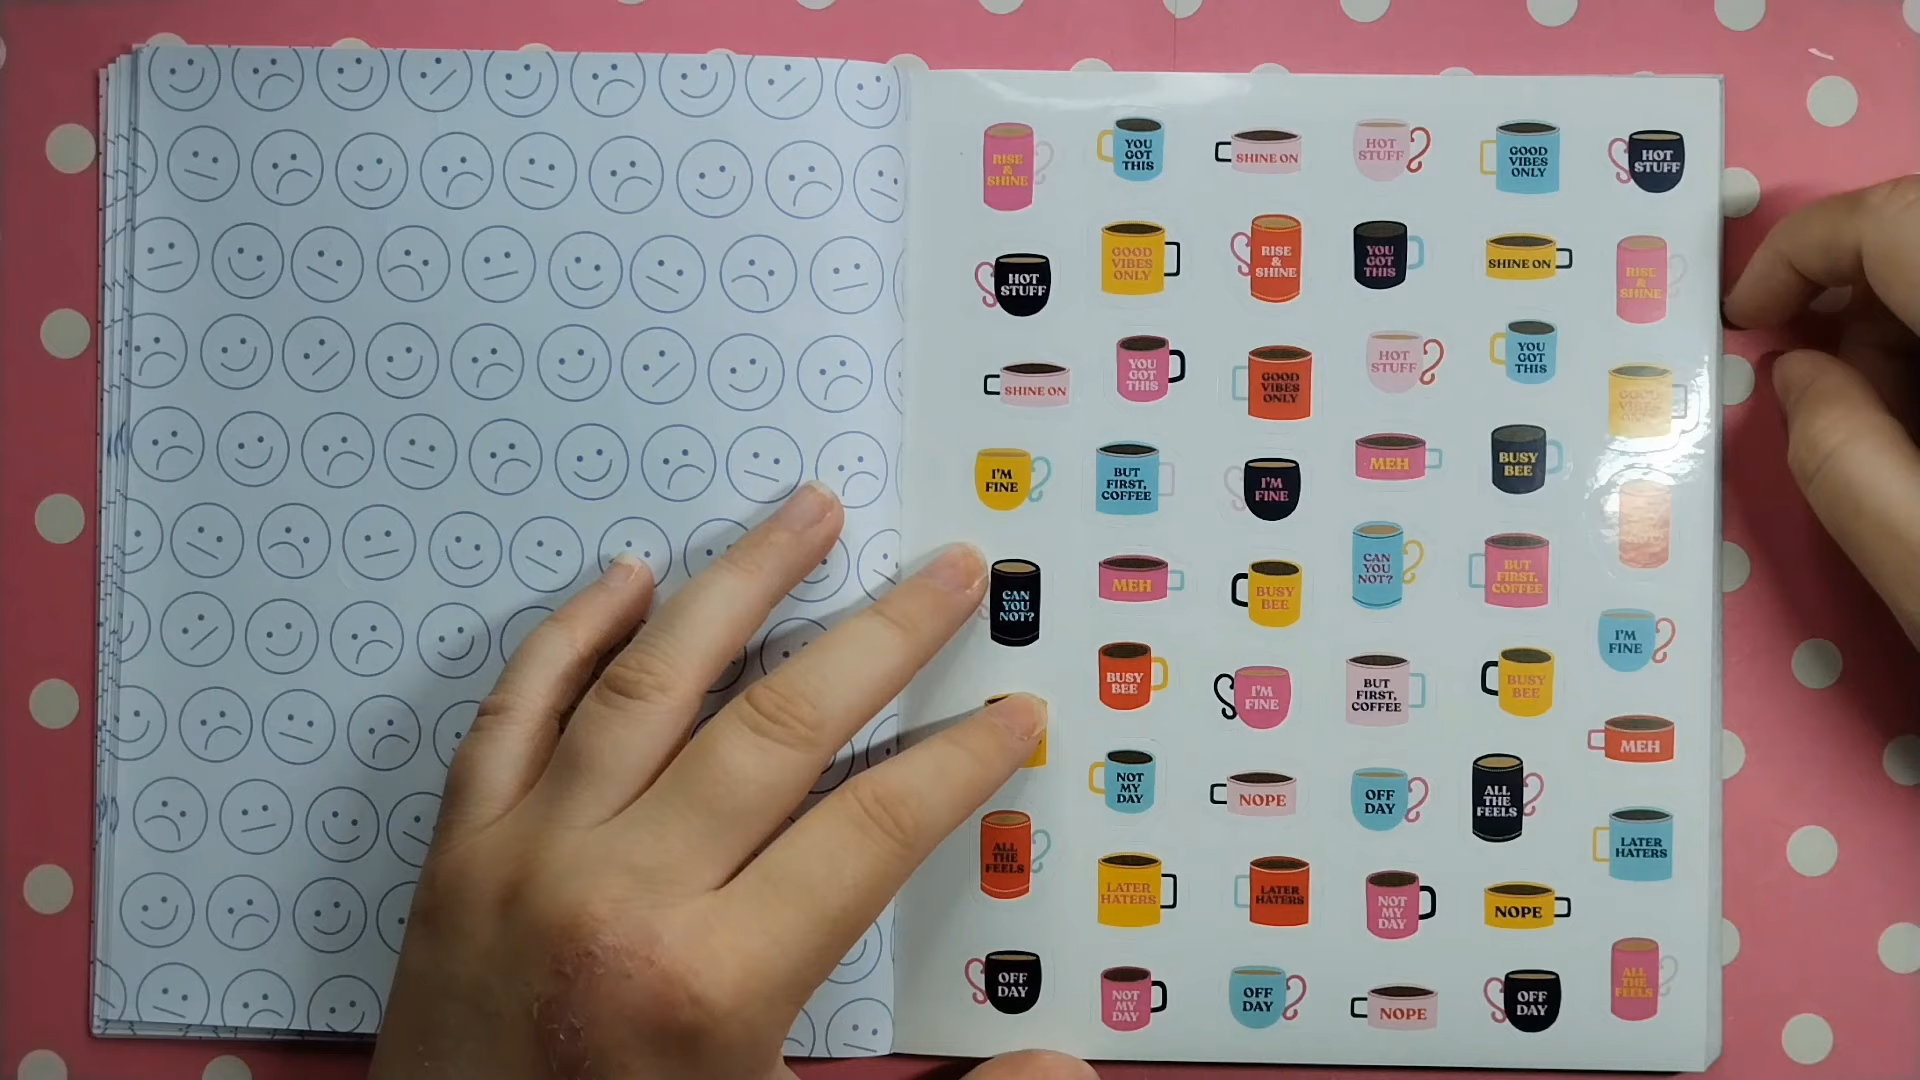 RISE
&
SHINE
YOU
GOT
THIS
SHINE ON
HOT
STUFF
GOOD
VIBES
ONLY
HOT
STUFF
HOT
STUFF
GOOD
VIBES
ONLY
RISE
&
SHINE
YOU
GOT
THIS
SHINE ON
RISE
&
SHINE
SHINE ON
YOU
GOT
THIS
GOOD
VIBES
ONLY
HOT
STUFF
YOU
GOT
THIS
GOOD
VIBES
ONLY
I'M
FINE
BUT
FIRST,
COFFEE
I'M
FINE
MEH
BUSY
BEE
CAN
YOU
NOT?
MEH
BUSY
BEE
CAN
YOU
NOT?
BUT
FIRST,
COFFEE
I'M
FINE
BUSY
BEE
I'M
FINE
BUT
FIRST,
COFFEE
BUSY
BEE
MEH
NOT
MY
DAY
NOPE
OFF
DAY
ALL
THE
FEELS
LATER
HATERS
ALL
THE
FEELS
LATER
HATERS
LATER
HATERS
NOT
MY
DAY
NOPE
ALL
THE
FEELS
OFF
DAY
NOT
MY
DAY
OFF
DAY
NOPE
OFF
DAY